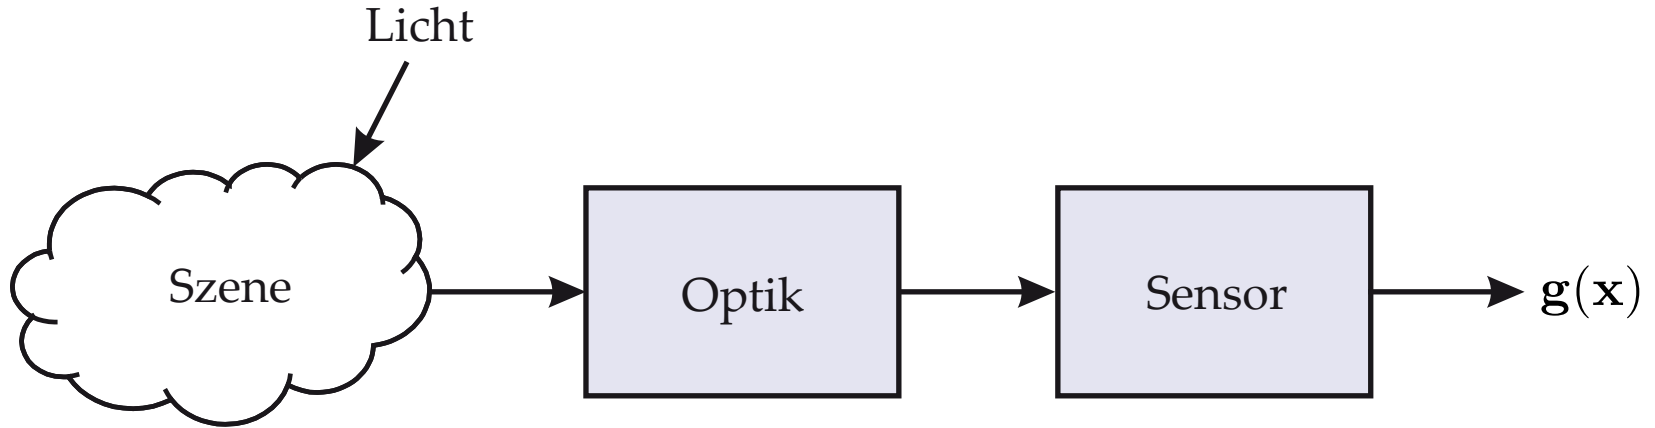 Licht
Szene
Optik
Sensor
g(x)